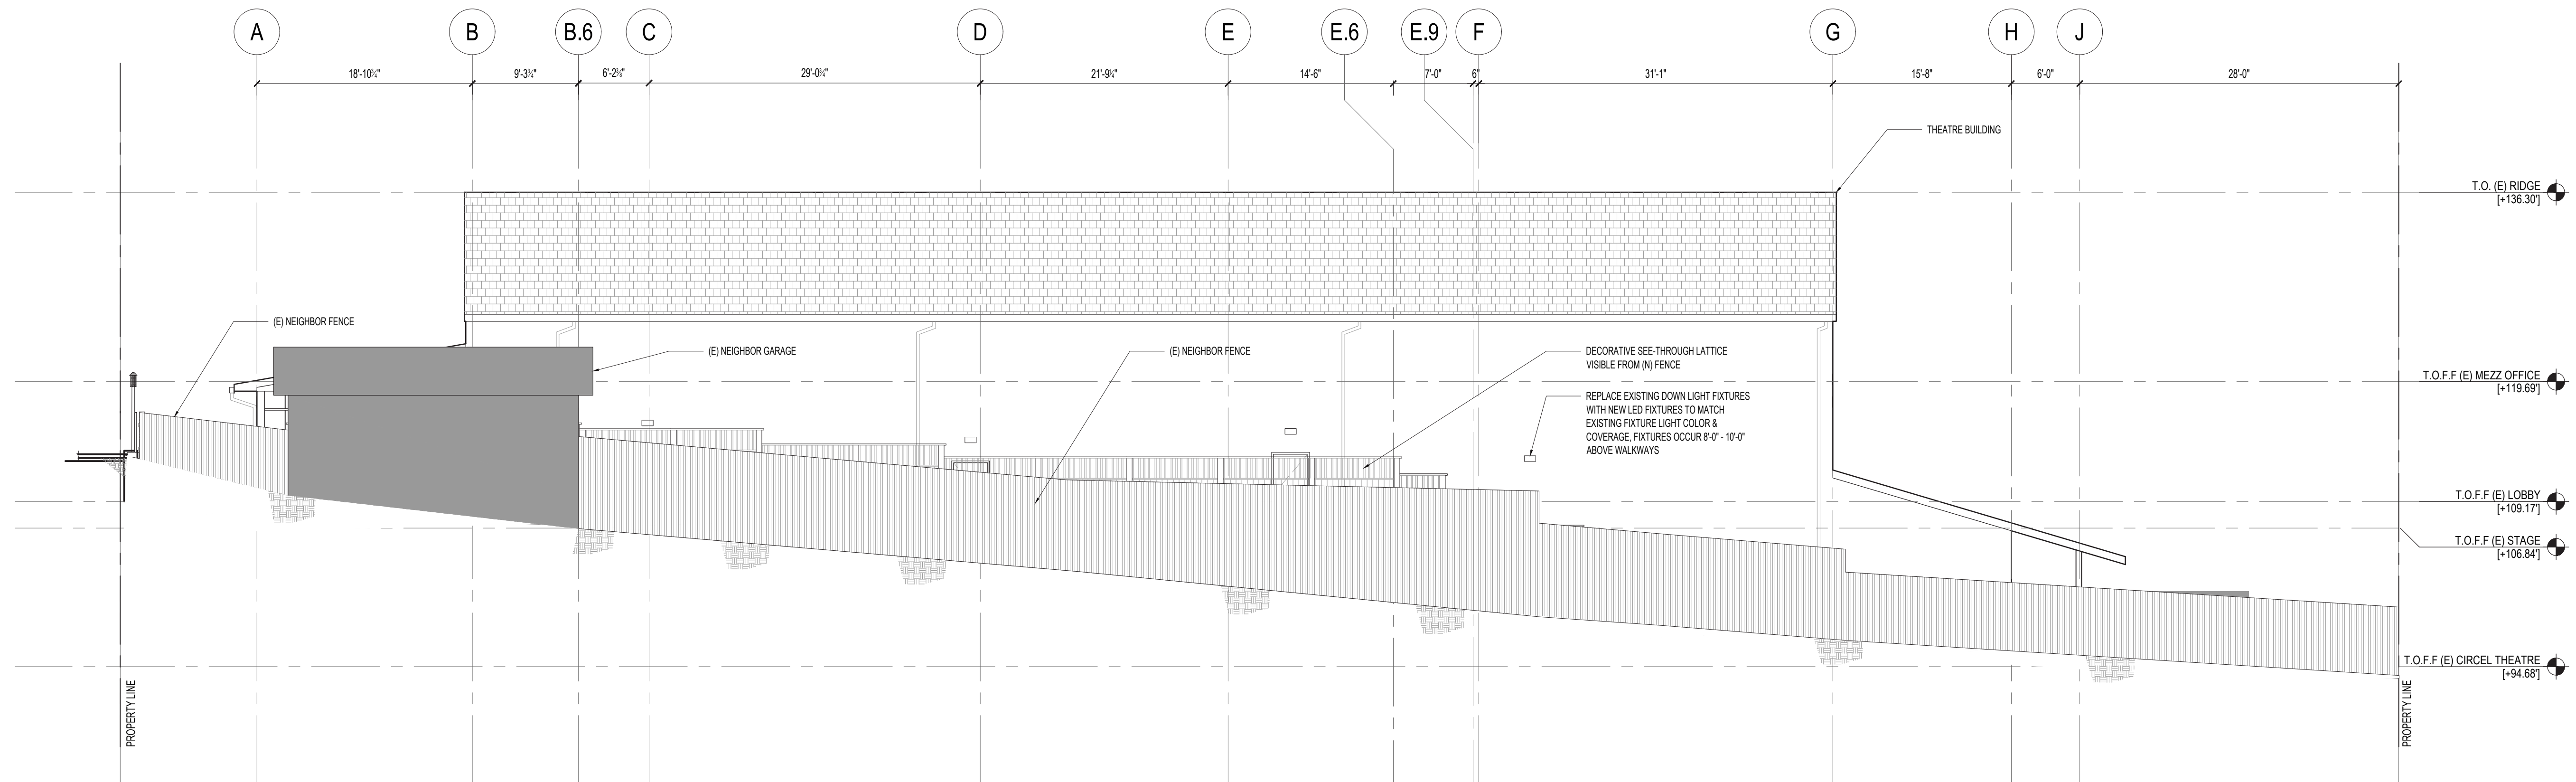 A
B
B.6
C
D
E
E.6
E.9
F
G
H
J
18'-10¾"
9'-3¾"
6'-2⅜"
29'-0¾"
21'-9¼"
14'-6"
7'-0"
6"
31'-1"
15'-8"
6'-0"
28'-0"
THEATRE BUILDING
T.O. (E) RIDGE
[+136.30']
(E) NEIGHBOR FENCE
(E) NEIGHBOR GARAGE
(E) NEIGHBOR FENCE
DECORATIVE SEE-THROUGH LATTICE
VISIBLE FROM (N) FENCE
T.O.F.F (E) MEZZ OFFICE
[+119.69']
REPLACE EXISTING DOWN LIGHT FIXTURES
WITH NEW LED FIXTURES TO MATCH
EXISTING FIXTURE LIGHT COLOR &
COVERAGE, FIXTURES OCCUR 8'-0" - 10'-0"
ABOVE WALKWAYS
T.O.F.F (E) LOBBY
[+109.17']
T.O.F.F (E) STAGE
[+106.84']
T.O.F.F (E) CIRCEL THEATRE
[+94.68']
PROPERTY LINE
PROPERTY LINE